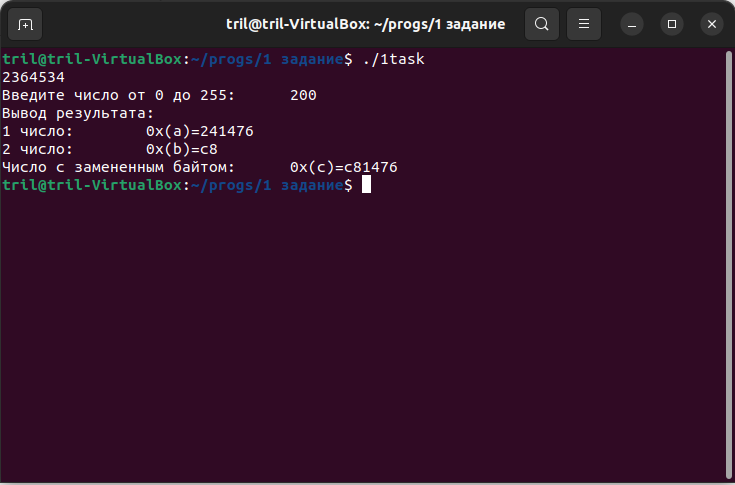 tril@tril-VirtualBox: ~/progs/1 задание
tril@tril-VirtualBox:~/progs/1 задание$ ./1task
2364534
Введите число от 0 до 255: 200
Вывод результата:
1 число: 0x(a)=241476
2 число: 0x(b)=c8
Число с замененным байтом: 0x(c)=c81476
tril@tril-VirtualBox:~/progs/1 задание$